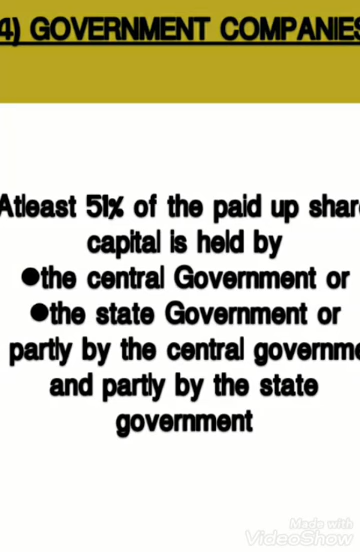 4) GOVERNMENT COMPANIES
Atleast 51% of the paid up share
capital is held by
●the central Government or
●the state Government or
partly by the central governme
and partly by the state
government
Made with
VideoShow